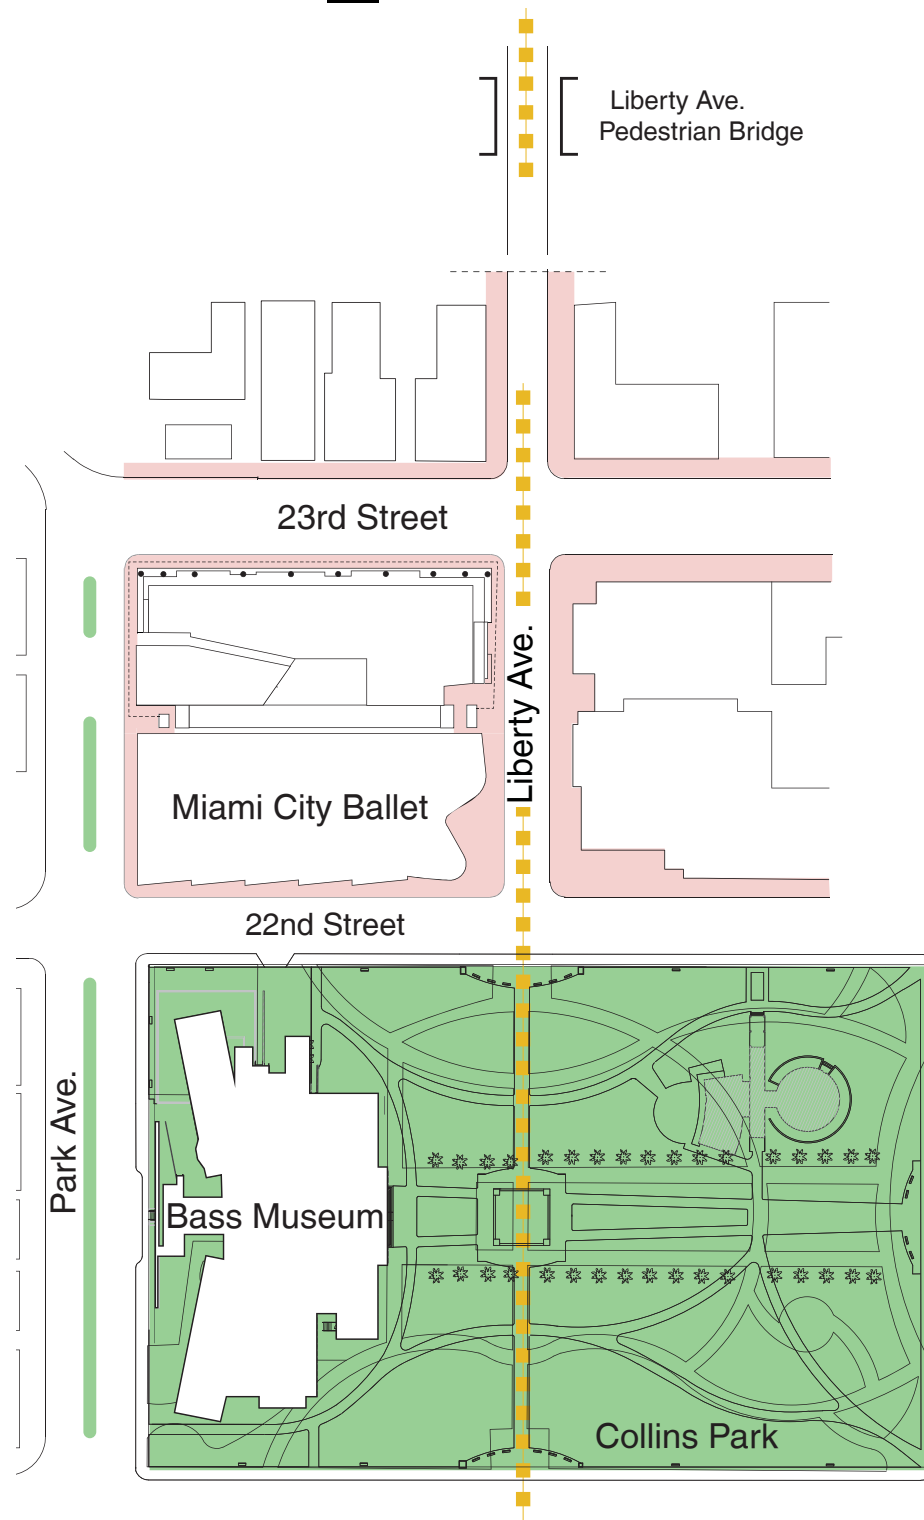 Liberty Ave.
Pedestrian Bridge
23rd Street
Liberty Ave.
Miami City Ballet
22nd Street
Park Ave.
Bass Museum
Collins Park